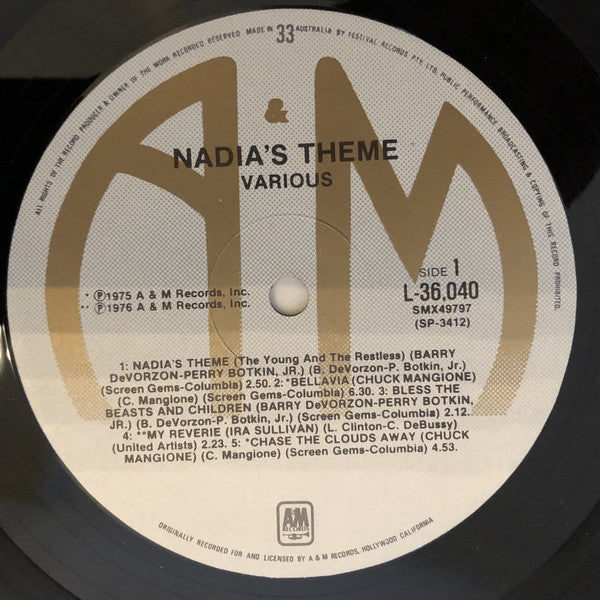 ALL RIGHTS OF THE RECORD, PRODUCER & OWNER OF THE WORK RECORDED RESERVED MADE IN AUSTRALIA BY FESTIVAL RECORDS PTY. LTD. PUBLIC PERFORMANCE BROADCASTING & COPYING OF THIS RECORD PROHIBITED.
33
A & M
NADIA'S THEME
VARIOUS
SIDE 1
L-36,040
SMX49797
(SP-3412)
* Ⓟ1975 A & M Records, Inc.
** Ⓟ1976 A & M Records, Inc.
1: NADIA'S THEME (The Young And The Restless) (BARRY
DeVORZON-PERRY BOTKIN, JR.) (B. DeVorzon-P. Botkin, Jr.)
(Screen Gems-Columbia) 2.50. 2: *BELLAVIA (CHUCK MANGIONE)
(C. Mangione) (Screen Gems-Columbia) 6.30. 3: BLESS THE
BEASTS AND CHILDREN (BARRY DeVORZON-PERRY BOTKIN,
JR.) (B. DeVorzon-P. Botkin, Jr.) (Screen Gems-Columbia) 2.12.
4: **MY REVERIE (IRA SULLIVAN) (L. Clinton-C. DeBussy)
(United Artists) 2.23. 5: *CHASE THE CLOUDS AWAY (CHUCK
MANGIONE) (C. Mangione) (Screen Gems-Columbia) 4.53.
A&M
RECORDS
ORIGINALLY RECORDED FOR AND LICENSED BY A & M RECORDS, HOLLYWOOD CALIFORNIA